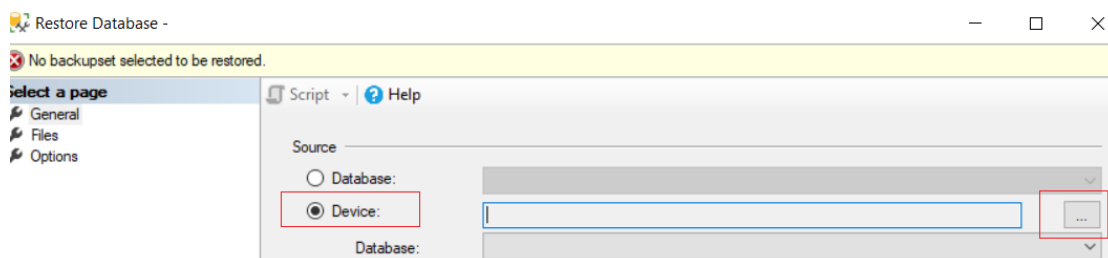 Restore Database -
No backupset selected to be restored.
Select a page
Script
Help
General
Files
Options
Source
Database:
Device:
...
Database: